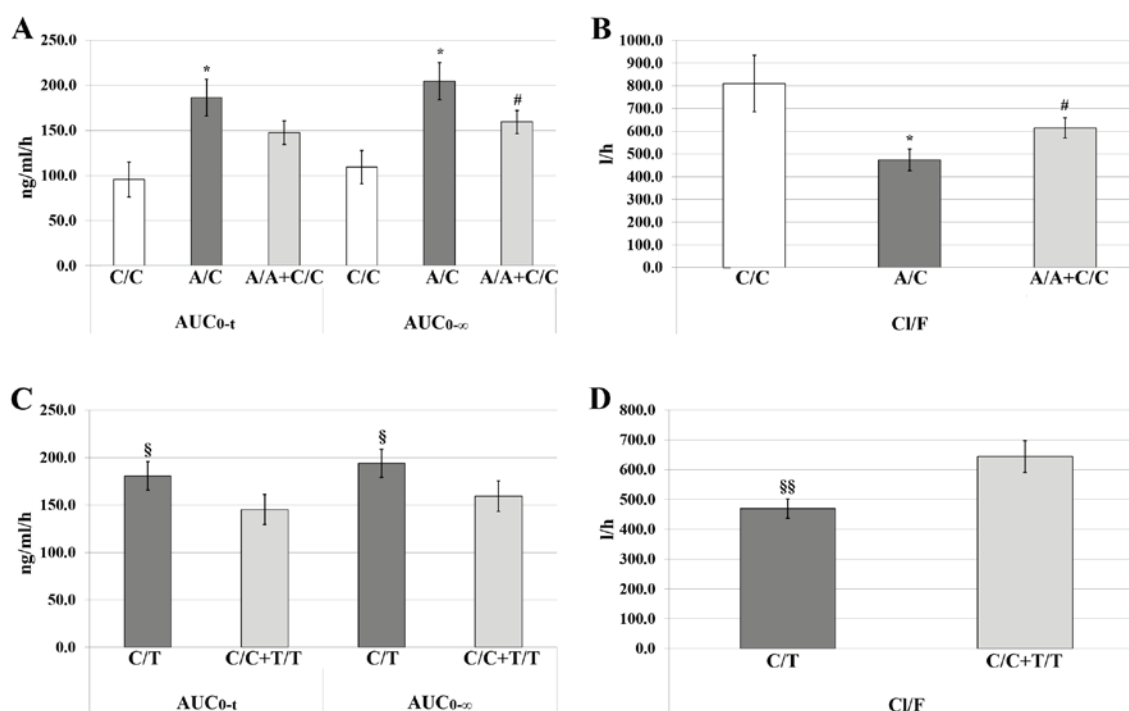 A
250.0
200.0
150.0
100.0
50.0
0.0
ng/ml/h
*
*
#
C/C A/C A/A+C/C C/C A/C A/A+C/C
AUC0-t AUC0-∞
B
1000.0
900.0
800.0
700.0
600.0
500.0
400.0
300.0
200.0
100.0
0.0
l/h
*
#
C/C A/C A/A+C/C
Cl/F
C
250.0
200.0
150.0
100.0
50.0
0.0
ng/ml/h
§
§
C/T C/C+T/T C/T C/C+T/T
AUC0-t AUC0-∞
D
800.0
700.0
600.0
500.0
400.0
300.0
200.0
100.0
0.0
l/h
§§
C/T C/C+T/T
Cl/F